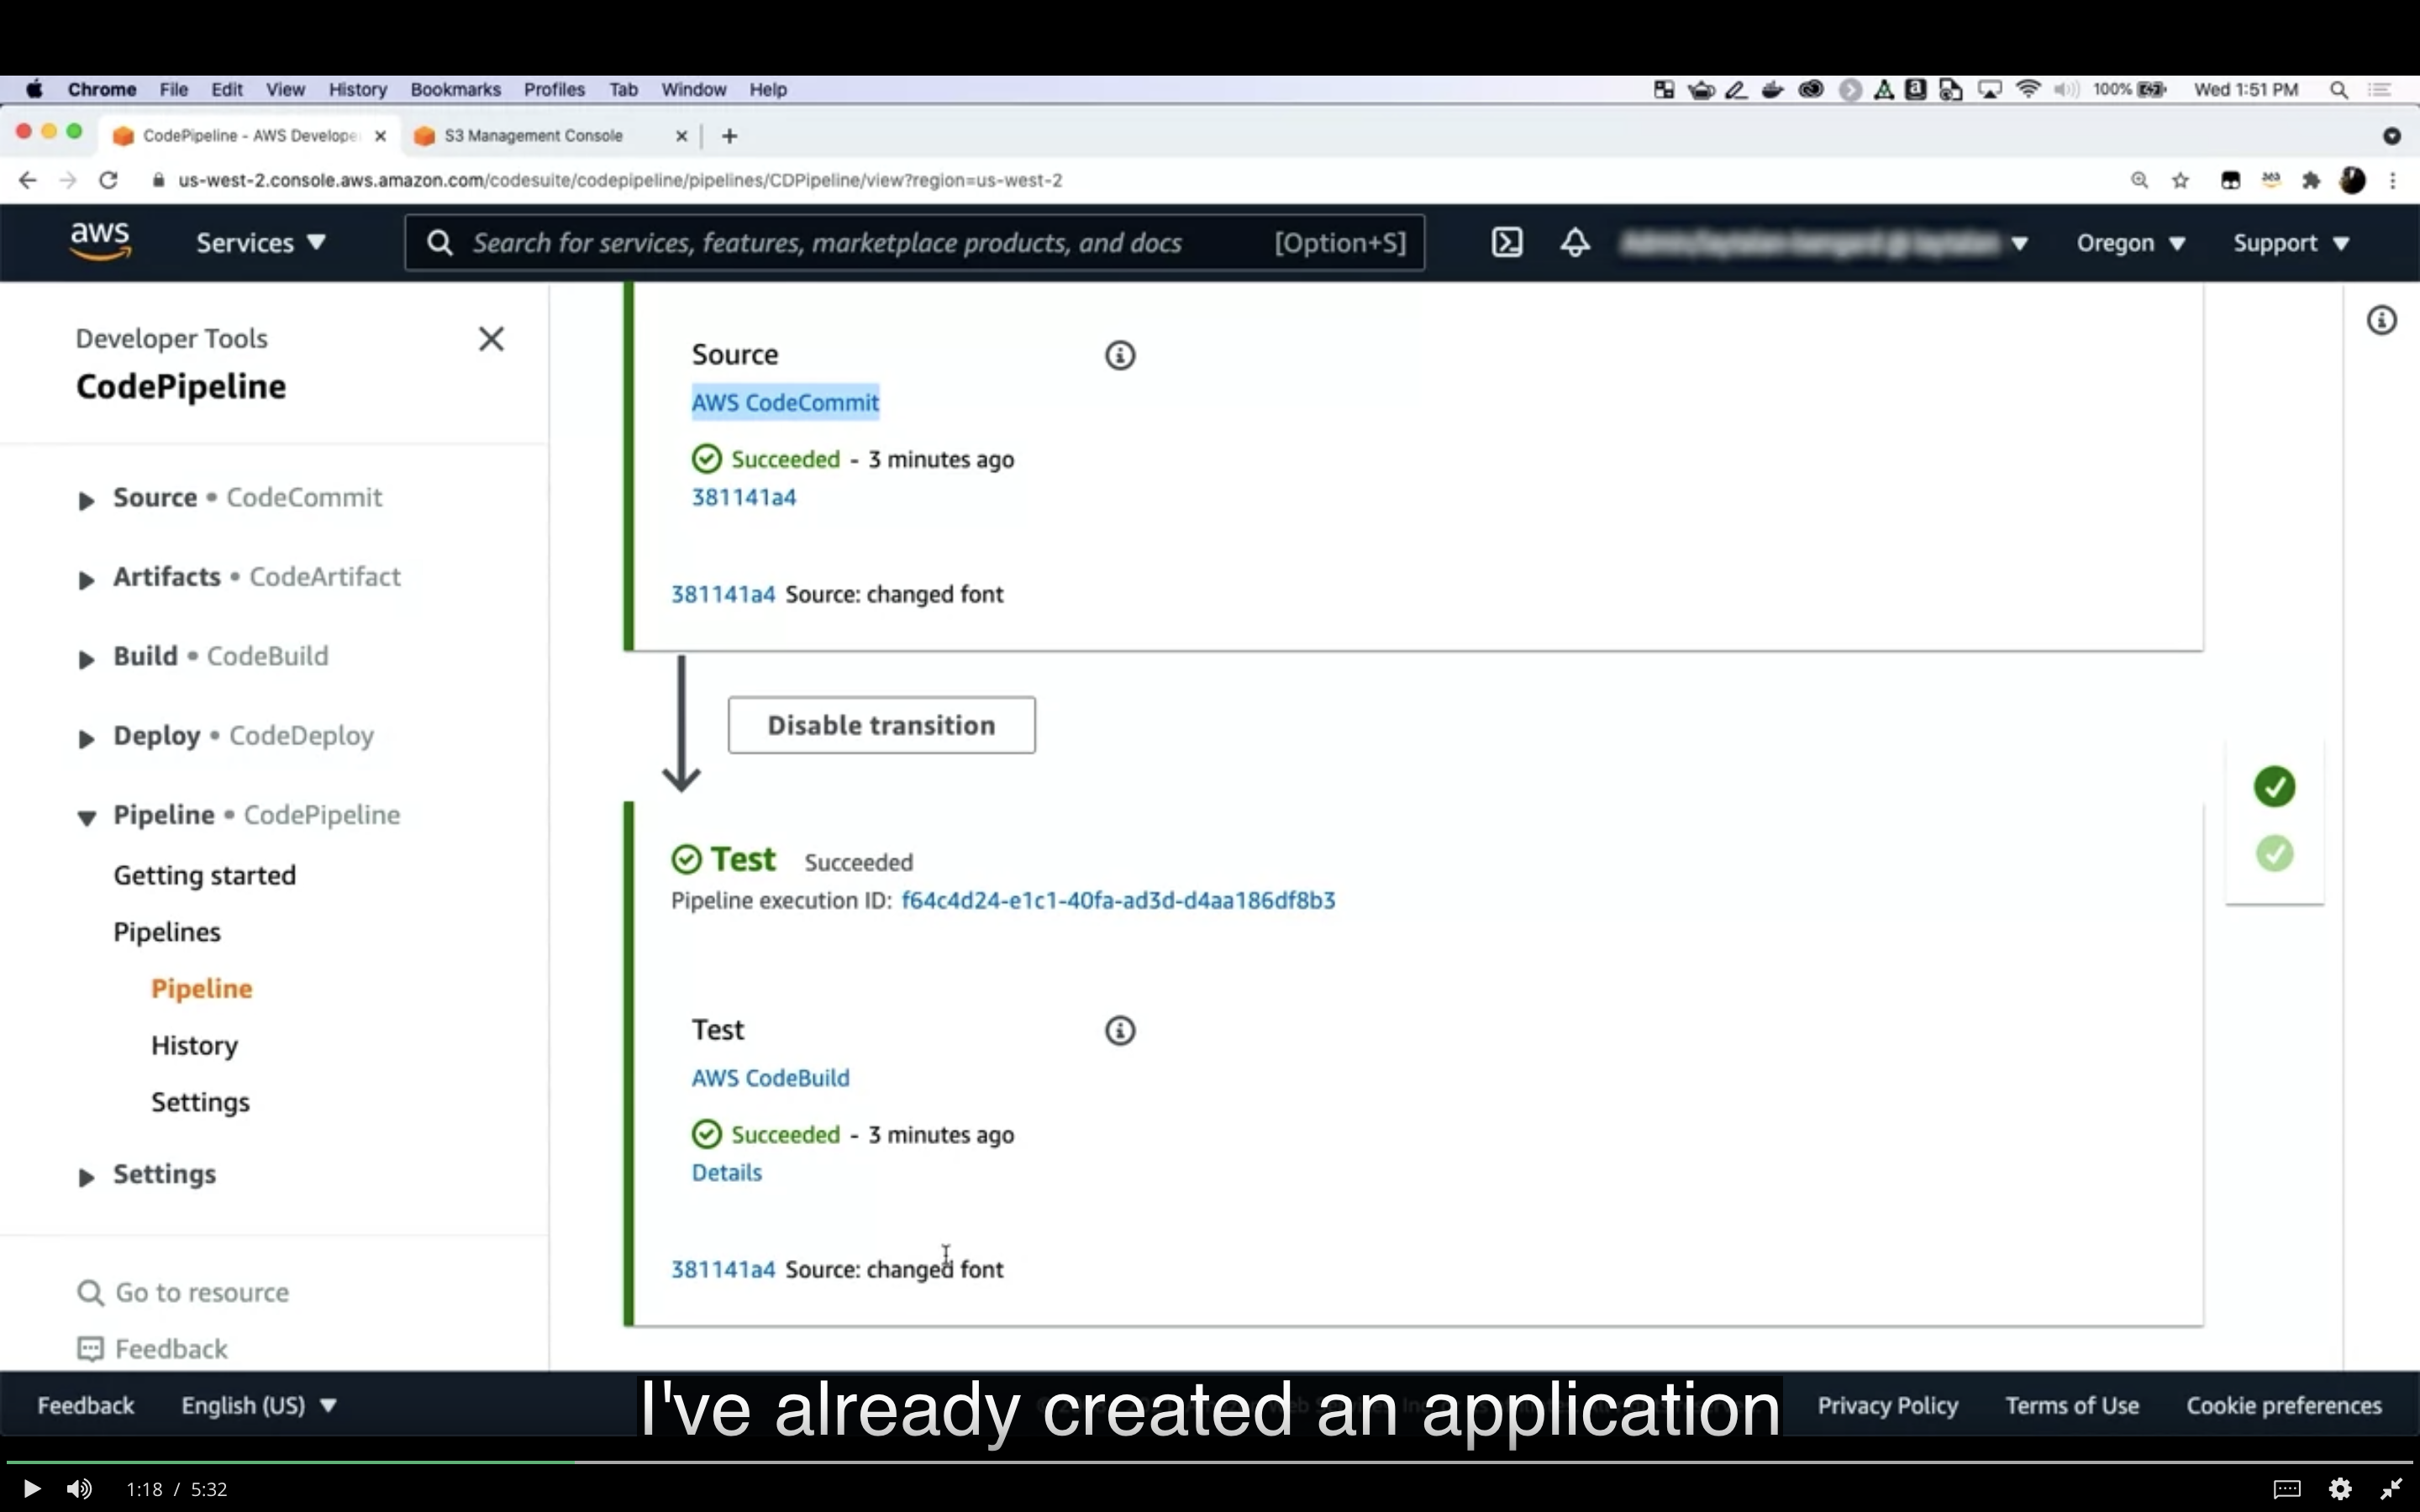 Chrome File Edit View History Bookmarks Profiles Tab Window Help 100% Wed 1:51 PM
CodePipeline - AWS Develope S3 Management Console
us-west-2.console.aws.amazon.com/codesuite/codepipeline/pipelines/CDPipeline/view?region=us-west-2
aws Services Search for services, features, marketplace products, and docs [Option+S] Oregon Support
Developer Tools
CodePipeline
Source • CodeCommit
Artifacts • CodeArtifact
Build • CodeBuild
Deploy • CodeDeploy
Pipeline • CodePipeline
Getting started
Pipelines
Pipeline
History
Settings
Settings
Go to resource
Feedback
Source
AWS CodeCommit
Succeeded - 3 minutes ago
381141a4
381141a4 Source: changed font
Disable transition
Test Succeeded
Pipeline execution ID: f64c4d24-e1c1-40fa-ad3d-d4aa186df8b3
Test
AWS CodeBuild
Succeeded - 3 minutes ago
Details
381141a4 Source: changed font
Feedback English (US) Privacy Policy Terms of Use Cookie preferences
I've already created an application
1:18 / 5:32